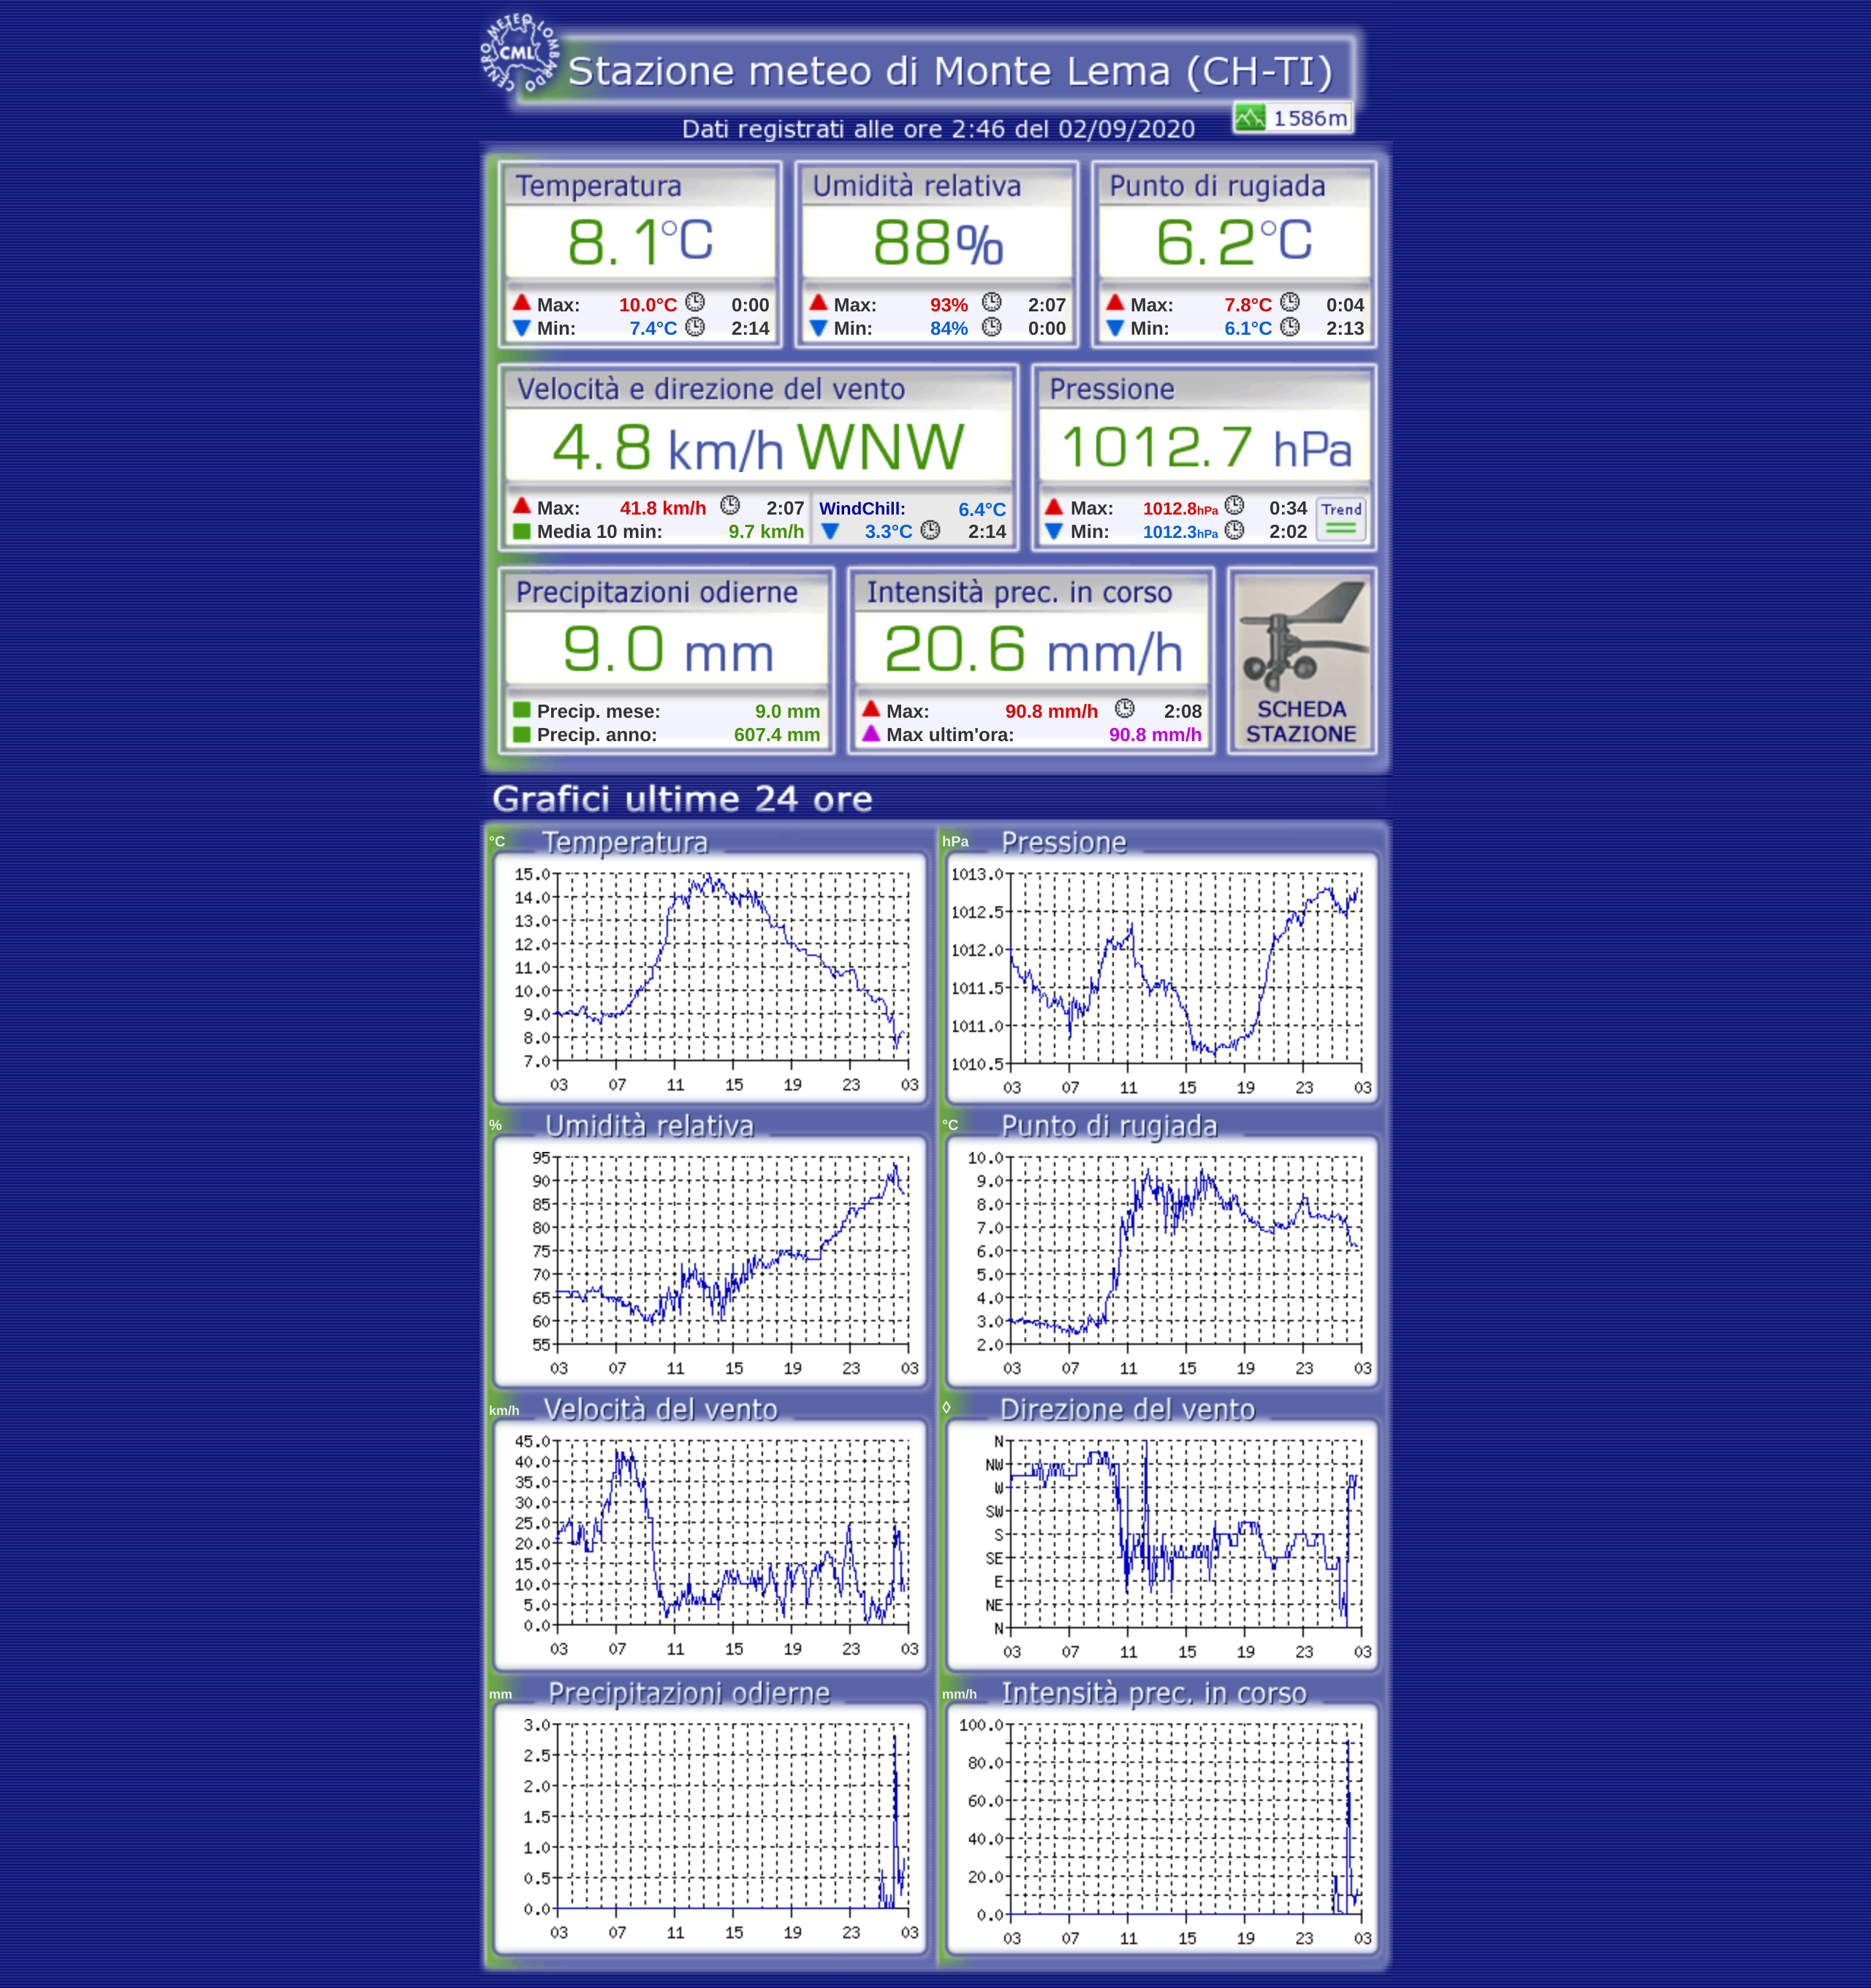 CENTRO METEO LOMBARDO
CML
Stazione meteo di Monte Lema (CH-TI)
1586m
Dati registrati alle ore 2:46 del 02/09/2020
Temperatura
8.1°C
Max: 10.0°C 0:00
Min: 7.4°C 2:14
Umidità relativa
88%
Max: 93% 2:07
Min: 84% 0:00
Punto di rugiada
6.2°C
Max: 7.8°C 0:04
Min: 6.1°C 2:13
Velocità e direzione del vento
4.8 km/h WNW
Max: 41.8 km/h 2:07
Media 10 min: 9.7 km/h
WindChill: 6.4°C
3.3°C 2:14
Pressione
1012.7 hPa
Max: 1012.8hPa 0:34
Min: 1012.3hPa 2:02
Trend
Precipitazioni odierne
9.0 mm
Precip. mese: 9.0 mm
Precip. anno: 607.4 mm
Intensità prec. in corso
20.6 mm/h
Max: 90.8 mm/h 2:08
Max ultim'ora: 90.8 mm/h
SCHEDA
STAZIONE
Grafici ultime 24 ore
°C Temperatura
15.0
14.0
13.0
12.0
11.0
10.0
9.0
8.0
7.0
03 07 11 15 19 23 03
hPa Pressione
1013.0
1012.5
1012.0
1011.5
1011.0
1010.5
03 07 11 15 19 23 03
% Umidità relativa
95
90
85
80
75
70
65
60
55
03 07 11 15 19 23 03
°C Punto di rugiada
10.0
9.0
8.0
7.0
6.0
5.0
4.0
3.0
2.0
03 07 11 15 19 23 03
km/h Velocità del vento
45.0
40.0
35.0
30.0
25.0
20.0
15.0
10.0
5.0
0.0
03 07 11 15 19 23 03
◊ Direzione del vento
N
NW
W
SW
S
SE
E
NE
N
03 07 11 15 19 23 03
mm Precipitazioni odierne
3.0
2.5
2.0
1.5
1.0
0.5
0.0
03 07 11 15 19 23 03
mm/h Intensità prec. in corso
100.0
80.0
60.0
40.0
20.0
0.0
03 07 11 15 19 23 03